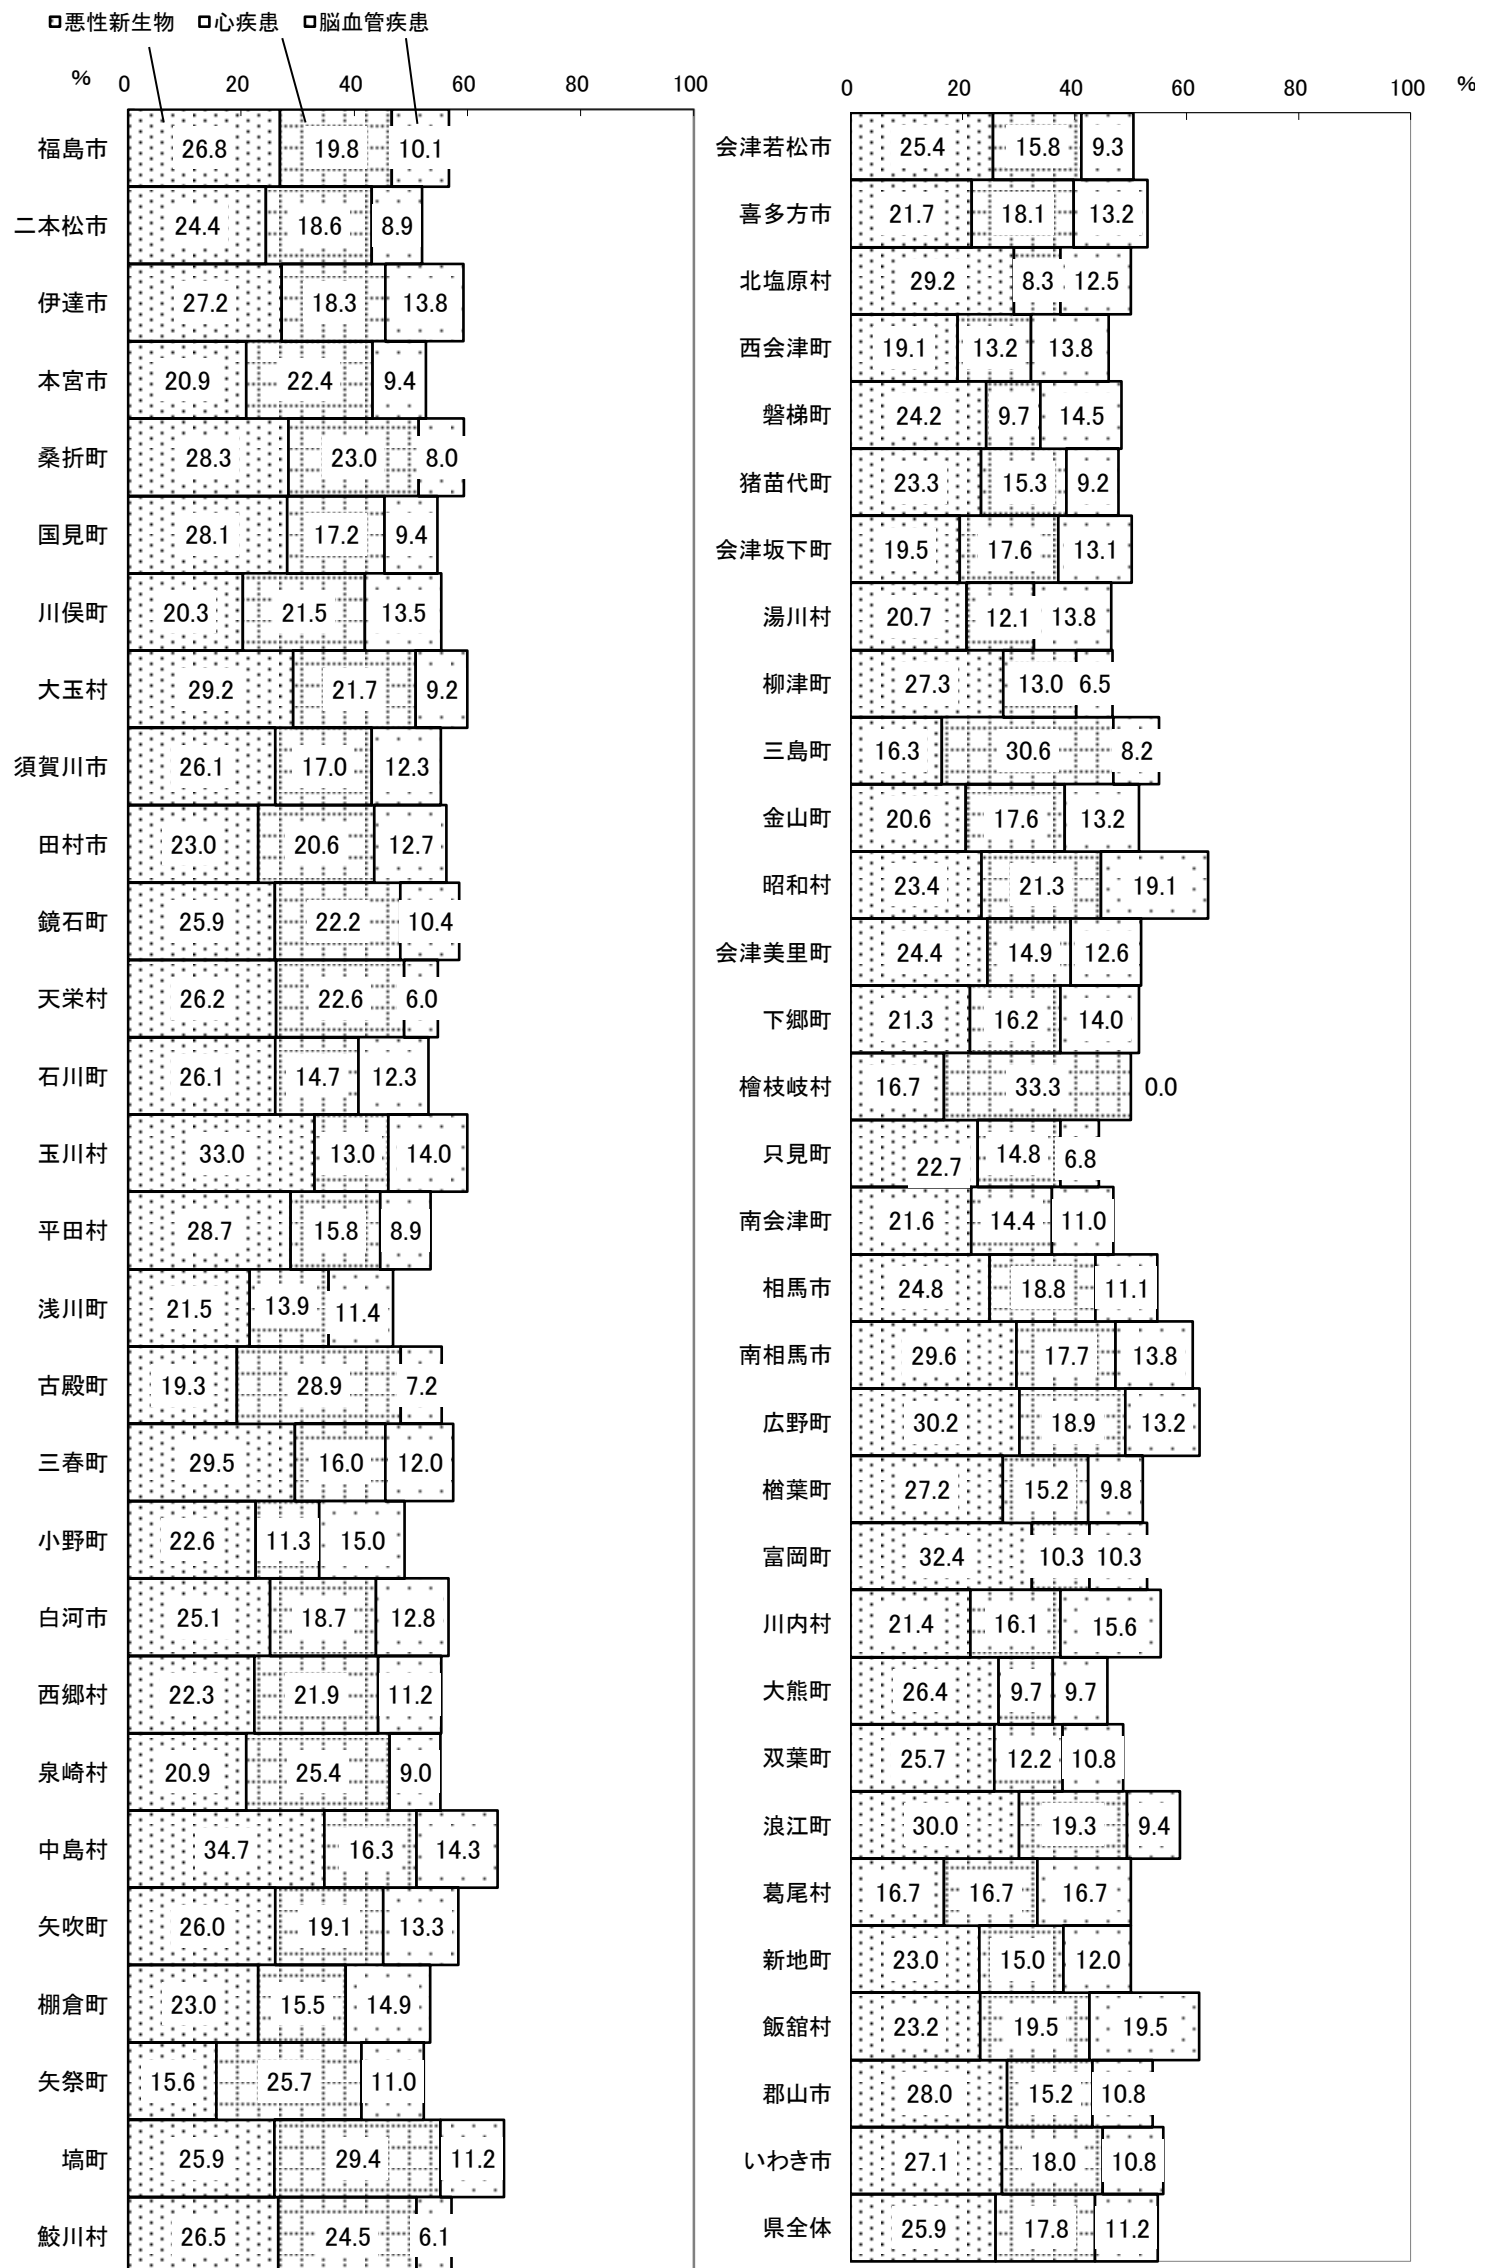 悪性新生物 心疾患 脳血管疾患
% 0 20 40 60 80 100
福島市 26.8 19.8 10.1
二本松市 24.4 18.6 8.9
伊達市 27.2 18.3 13.8
本宮市 20.9 22.4 9.4
桑折町 28.3 23.0 8.0
国見町 28.1 17.2 9.4
川俣町 20.3 21.5 13.5
大玉村 29.2 21.7 9.2
須賀川市 26.1 17.0 12.3
田村市 23.0 20.6 12.7
鏡石町 25.9 22.2 10.4
天栄村 26.2 22.6 6.0
石川町 26.1 14.7 12.3
玉川村 33.0 13.0 14.0
平田村 28.7 15.8 8.9
浅川町 21.5 13.9 11.4
古殿町 19.3 28.9 7.2
三春町 29.5 16.0 12.0
小野町 22.6 11.3 15.0
白河市 25.1 18.7 12.8
西郷村 22.3 21.9 11.2
泉崎村 20.9 25.4 9.0
中島村 34.7 16.3 14.3
矢吹町 26.0 19.1 13.3
棚倉町 23.0 15.5 14.9
矢祭町 15.6 25.7 11.0
塙町 25.9 29.4 11.2
鮫川村 26.5 24.5 6.1
0 20 40 60 80 100 %
会津若松市 25.4 15.8 9.3
喜多方市 21.7 18.1 13.2
北塩原村 29.2 8.3 12.5
西会津町 19.1 13.2 13.8
磐梯町 24.2 9.7 14.5
猪苗代町 23.3 15.3 9.2
会津坂下町 19.5 17.6 13.1
湯川村 20.7 12.1 13.8
柳津町 27.3 13.0 6.5
三島町 16.3 30.6 8.2
金山町 20.6 17.6 13.2
昭和村 23.4 21.3 19.1
会津美里町 24.4 14.9 12.6
下郷町 21.3 16.2 14.0
檜枝岐村 16.7 33.3 0.0
只見町 22.7 14.8 6.8
南会津町 21.6 14.4 11.0
相馬市 24.8 18.8 11.1
南相馬市 29.6 17.7 13.8
広野町 30.2 18.9 13.2
楢葉町 27.2 15.2 9.8
富岡町 32.4 10.3 10.3
川内村 21.4 16.1 15.6
大熊町 26.4 9.7 9.7
双葉町 25.7 12.2 10.8
浪江町 30.0 19.3 9.4
葛尾村 16.7 16.7 16.7
新地町 23.0 15.0 12.0
飯舘村 23.2 19.5 19.5
郡山市 28.0 15.2 10.8
いわき市 27.1 18.0 10.8
県全体 25.9 17.8 11.2